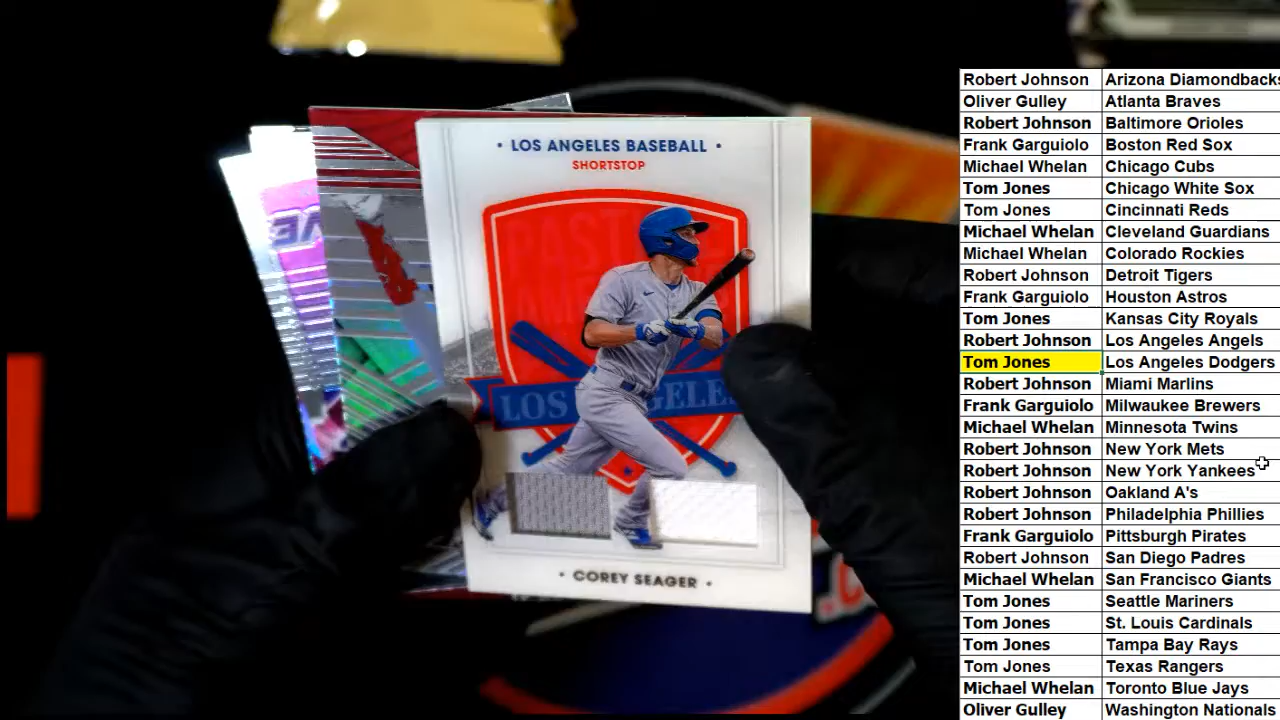 • LOS ANGELES BASEBALL •
SHORTSTOP
LOS ANGELES
• COREY SEAGER •
Robert Johnson Arizona Diamondbacks
Oliver Gulley Atlanta Braves
Robert Johnson Baltimore Orioles
Frank Garguiolo Boston Red Sox
Michael Whelan Chicago Cubs
Tom Jones Chicago White Sox
Tom Jones Cincinnati Reds
Michael Whelan Cleveland Guardians
Michael Whelan Colorado Rockies
Robert Johnson Detroit Tigers
Frank Garguiolo Houston Astros
Tom Jones Kansas City Royals
Robert Johnson Los Angeles Angels
Tom Jones Los Angeles Dodgers
Robert Johnson Miami Marlins
Frank Garguiolo Milwaukee Brewers
Michael Whelan Minnesota Twins
Robert Johnson New York Mets
Robert Johnson New York Yankees
Robert Johnson Oakland A's
Robert Johnson Philadelphia Phillies
Frank Garguiolo Pittsburgh Pirates
Robert Johnson San Diego Padres
Michael Whelan San Francisco Giants
Tom Jones Seattle Mariners
Tom Jones St. Louis Cardinals
Tom Jones Tampa Bay Rays
Tom Jones Texas Rangers
Michael Whelan Toronto Blue Jays
Oliver Gulley Washington Nationals